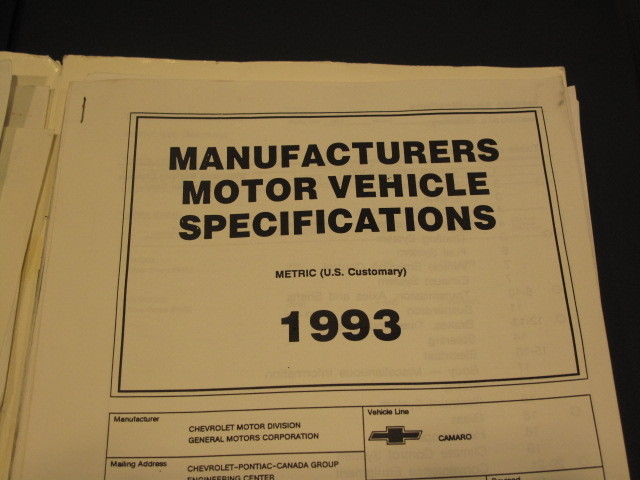 MANUFACTURERS
MOTOR VEHICLE
SPECIFICATIONS
METRIC (U.S. Customary)
1993
Manufacturer
CHEVROLET MOTOR DIVISION
GENERAL MOTORS CORPORATION
Vehicle Line
CAMARO
Mailing Address
CHEVROLET-PONTIAC-CANADA GROUP
ENGINEERING CENTER